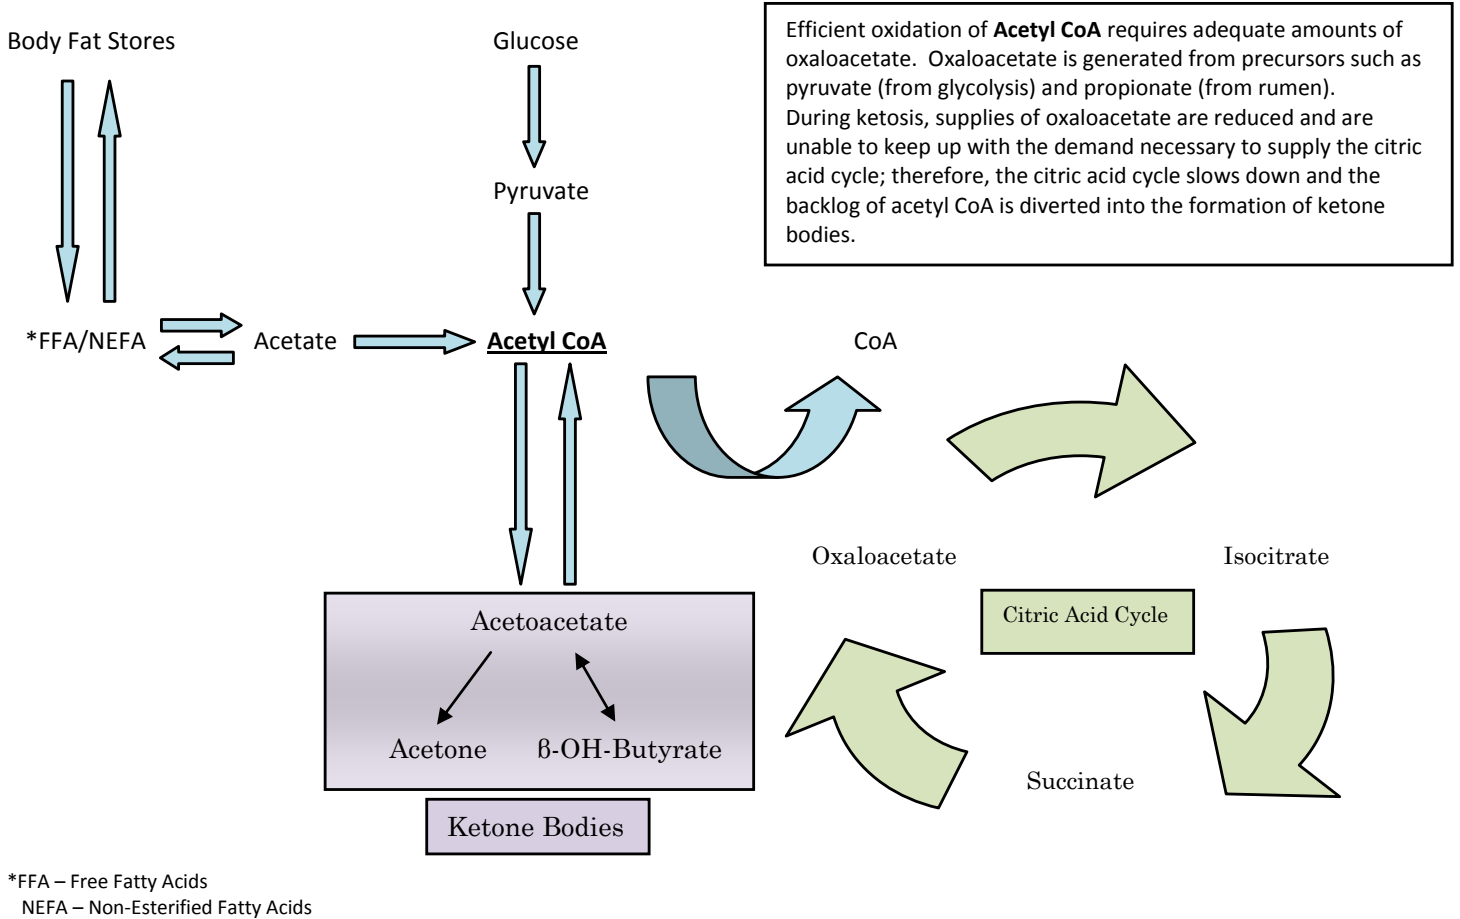 Body Fat Stores
Glucose
Efficient oxidation of Acetyl CoA requires adequate amounts of
oxaloacetate.  Oxaloacetate is generated from precursors such as
pyruvate (from glycolysis) and propionate (from rumen).
During ketosis, supplies of oxaloacetate are reduced and are
unable to keep up with the demand necessary to supply the citric
acid cycle; therefore, the citric acid cycle slows down and the
backlog of acetyl CoA is diverted into the formation of ketone
bodies.
Pyruvate
*FFA/NEFA
Acetate
Acetyl CoA
CoA
Oxaloacetate
Isocitrate
Citric Acid Cycle
Succinate
Acetoacetate
Acetone
β-OH-Butyrate
Ketone Bodies
*FFA – Free Fatty Acids
NEFA – Non-Esterified Fatty Acids